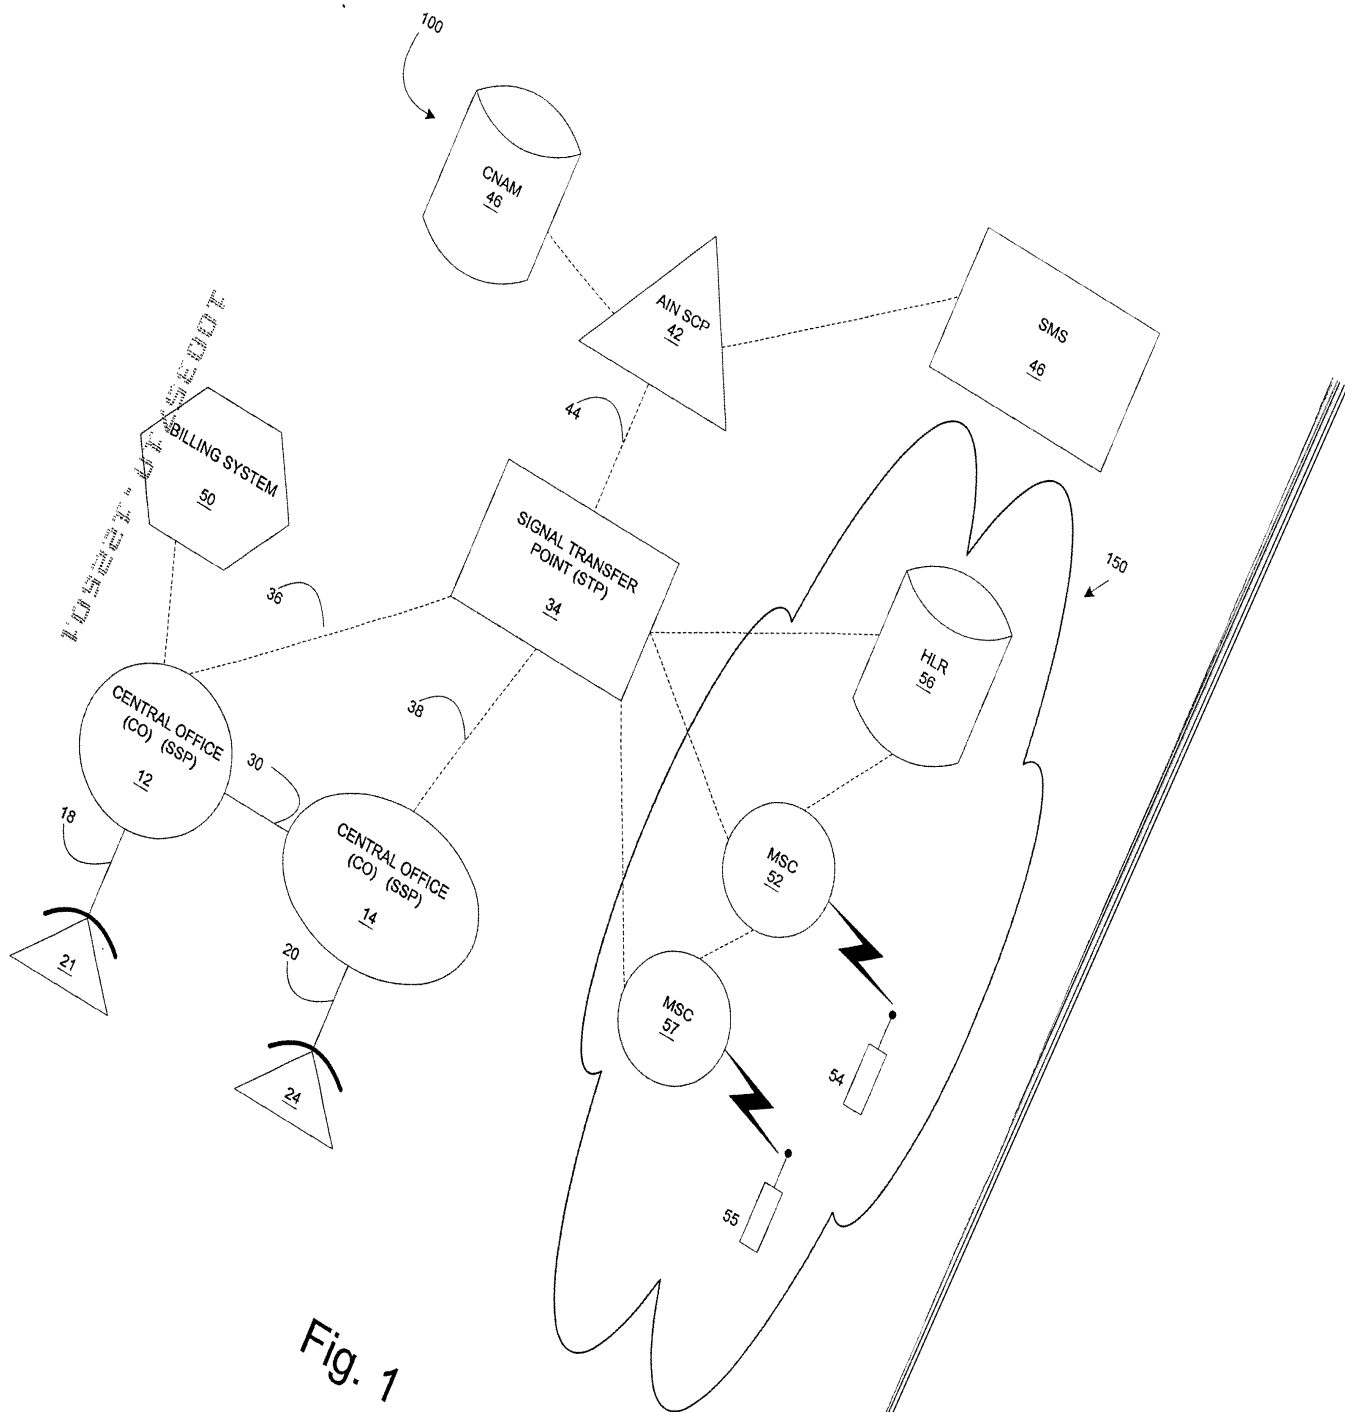 100
CNAM
46
AIN SCP
42
SMS
46
44
BILLING SYSTEM
50
SIGNAL TRANSFER
POINT (STP)
34
36
150
HLR
56
38
CENTRAL OFFICE
(CO) (SSP)
12
30
18
CENTRAL OFFICE
(CO) (SSP)
14
MSC
52
21
20
MSC
57
24
54
55
Fig. 1